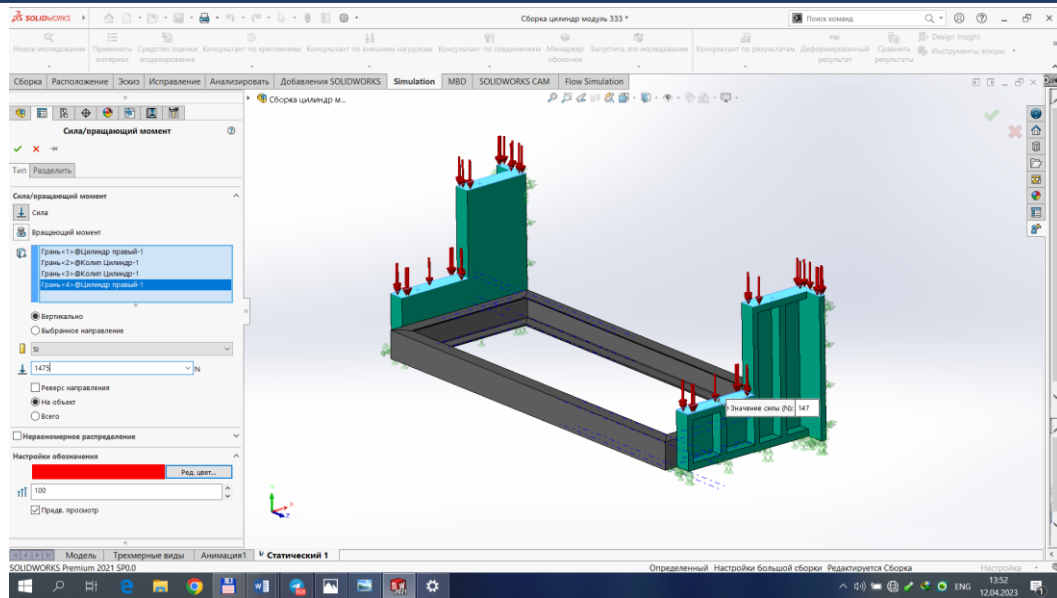 SOLIDWORKS
Сборка цилиндр модуль 333 *
Поиск команд
Новое исследование
Применить материал
Средство оценки моделирования
Консультант по креплениям
Консультант по внешним нагрузкам
Консультант по соединениям
Менеджер оболочки
Запустить это исследование
Консультант по результатам
Деформированный результат
Сравнить результаты
Design Insight
Инструменты эпюры
Сборка Расположение Эскиз Исправление Анализировать Добавления SOLIDWORKS Simulation MBD SOLIDWORKS CAM Flow Simulation
Сборка цилиндр м...
Сила/вращающий момент
Тип Разделить
Сила/вращающий момент
Сила
Вращающий момент
Грань<1>@Цилиндр правый-1
Грань<2>@Колип Цилиндр-1
Грань<3>@Колип Цилиндр-1
Грань<4>@Цилиндр правый-1
Вертикально
Выбранное направление
SI
1475 N
Реверс направления
На объект
Всего
Неравномерное распределение
Настройки обозначения
Ред. цвет...
100
Предв. просмотр
Значение силы (N): 147
Y
X
Z
Модель Трехмерные виды Анимация1 Статический 1
SOLIDWORKS Premium 2021 SP0.0
Определенный Настройки большой сборки Редактируется Сборка Настройка
ENG
13:52
12.04.2023